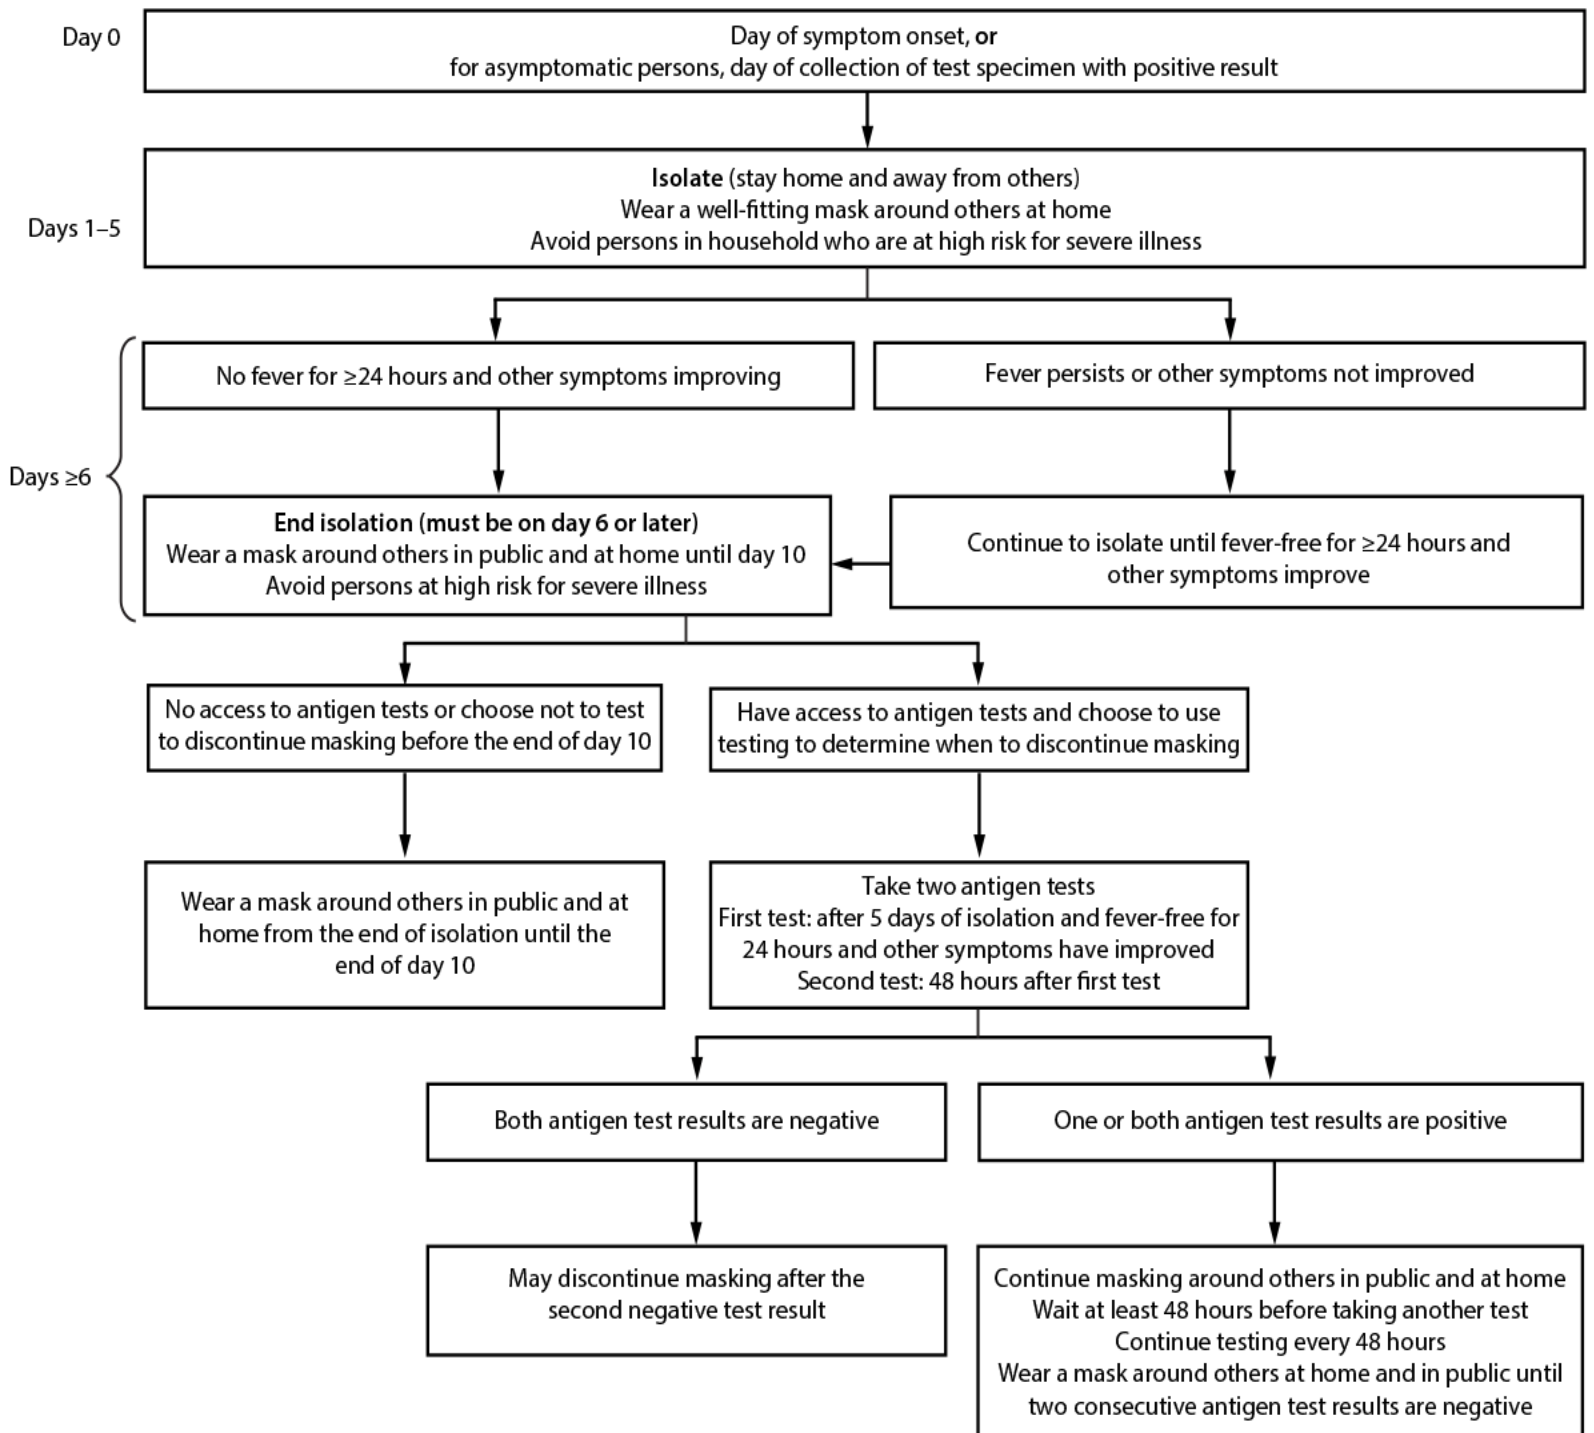 Day 0
Day of symptom onset, or
for asymptomatic persons, day of collection of test specimen with positive result
Days 1–5
Isolate (stay home and away from others)
Wear a well-fitting mask around others at home
Avoid persons in household who are at high risk for severe illness
Days ≥6
No fever for ≥24 hours and other symptoms improving
Fever persists or other symptoms not improved
End isolation (must be on day 6 or later)
Wear a mask around others in public and at home until day 10
Avoid persons at high risk for severe illness
Continue to isolate until fever-free for ≥24 hours and
other symptoms improve
No access to antigen tests or choose not to test
to discontinue masking before the end of day 10
Have access to antigen tests and choose to use
testing to determine when to discontinue masking
Wear a mask around others in public and at
home from the end of isolation until the
end of day 10
Take two antigen tests
First test: after 5 days of isolation and fever-free for
24 hours and other symptoms have improved
Second test: 48 hours after first test
Both antigen test results are negative
One or both antigen test results are positive
May discontinue masking after the
second negative test result
Continue masking around others in public and at home
Wait at least 48 hours before taking another test
Continue testing every 48 hours
Wear a mask around others at home and in public until
two consecutive antigen test results are negative